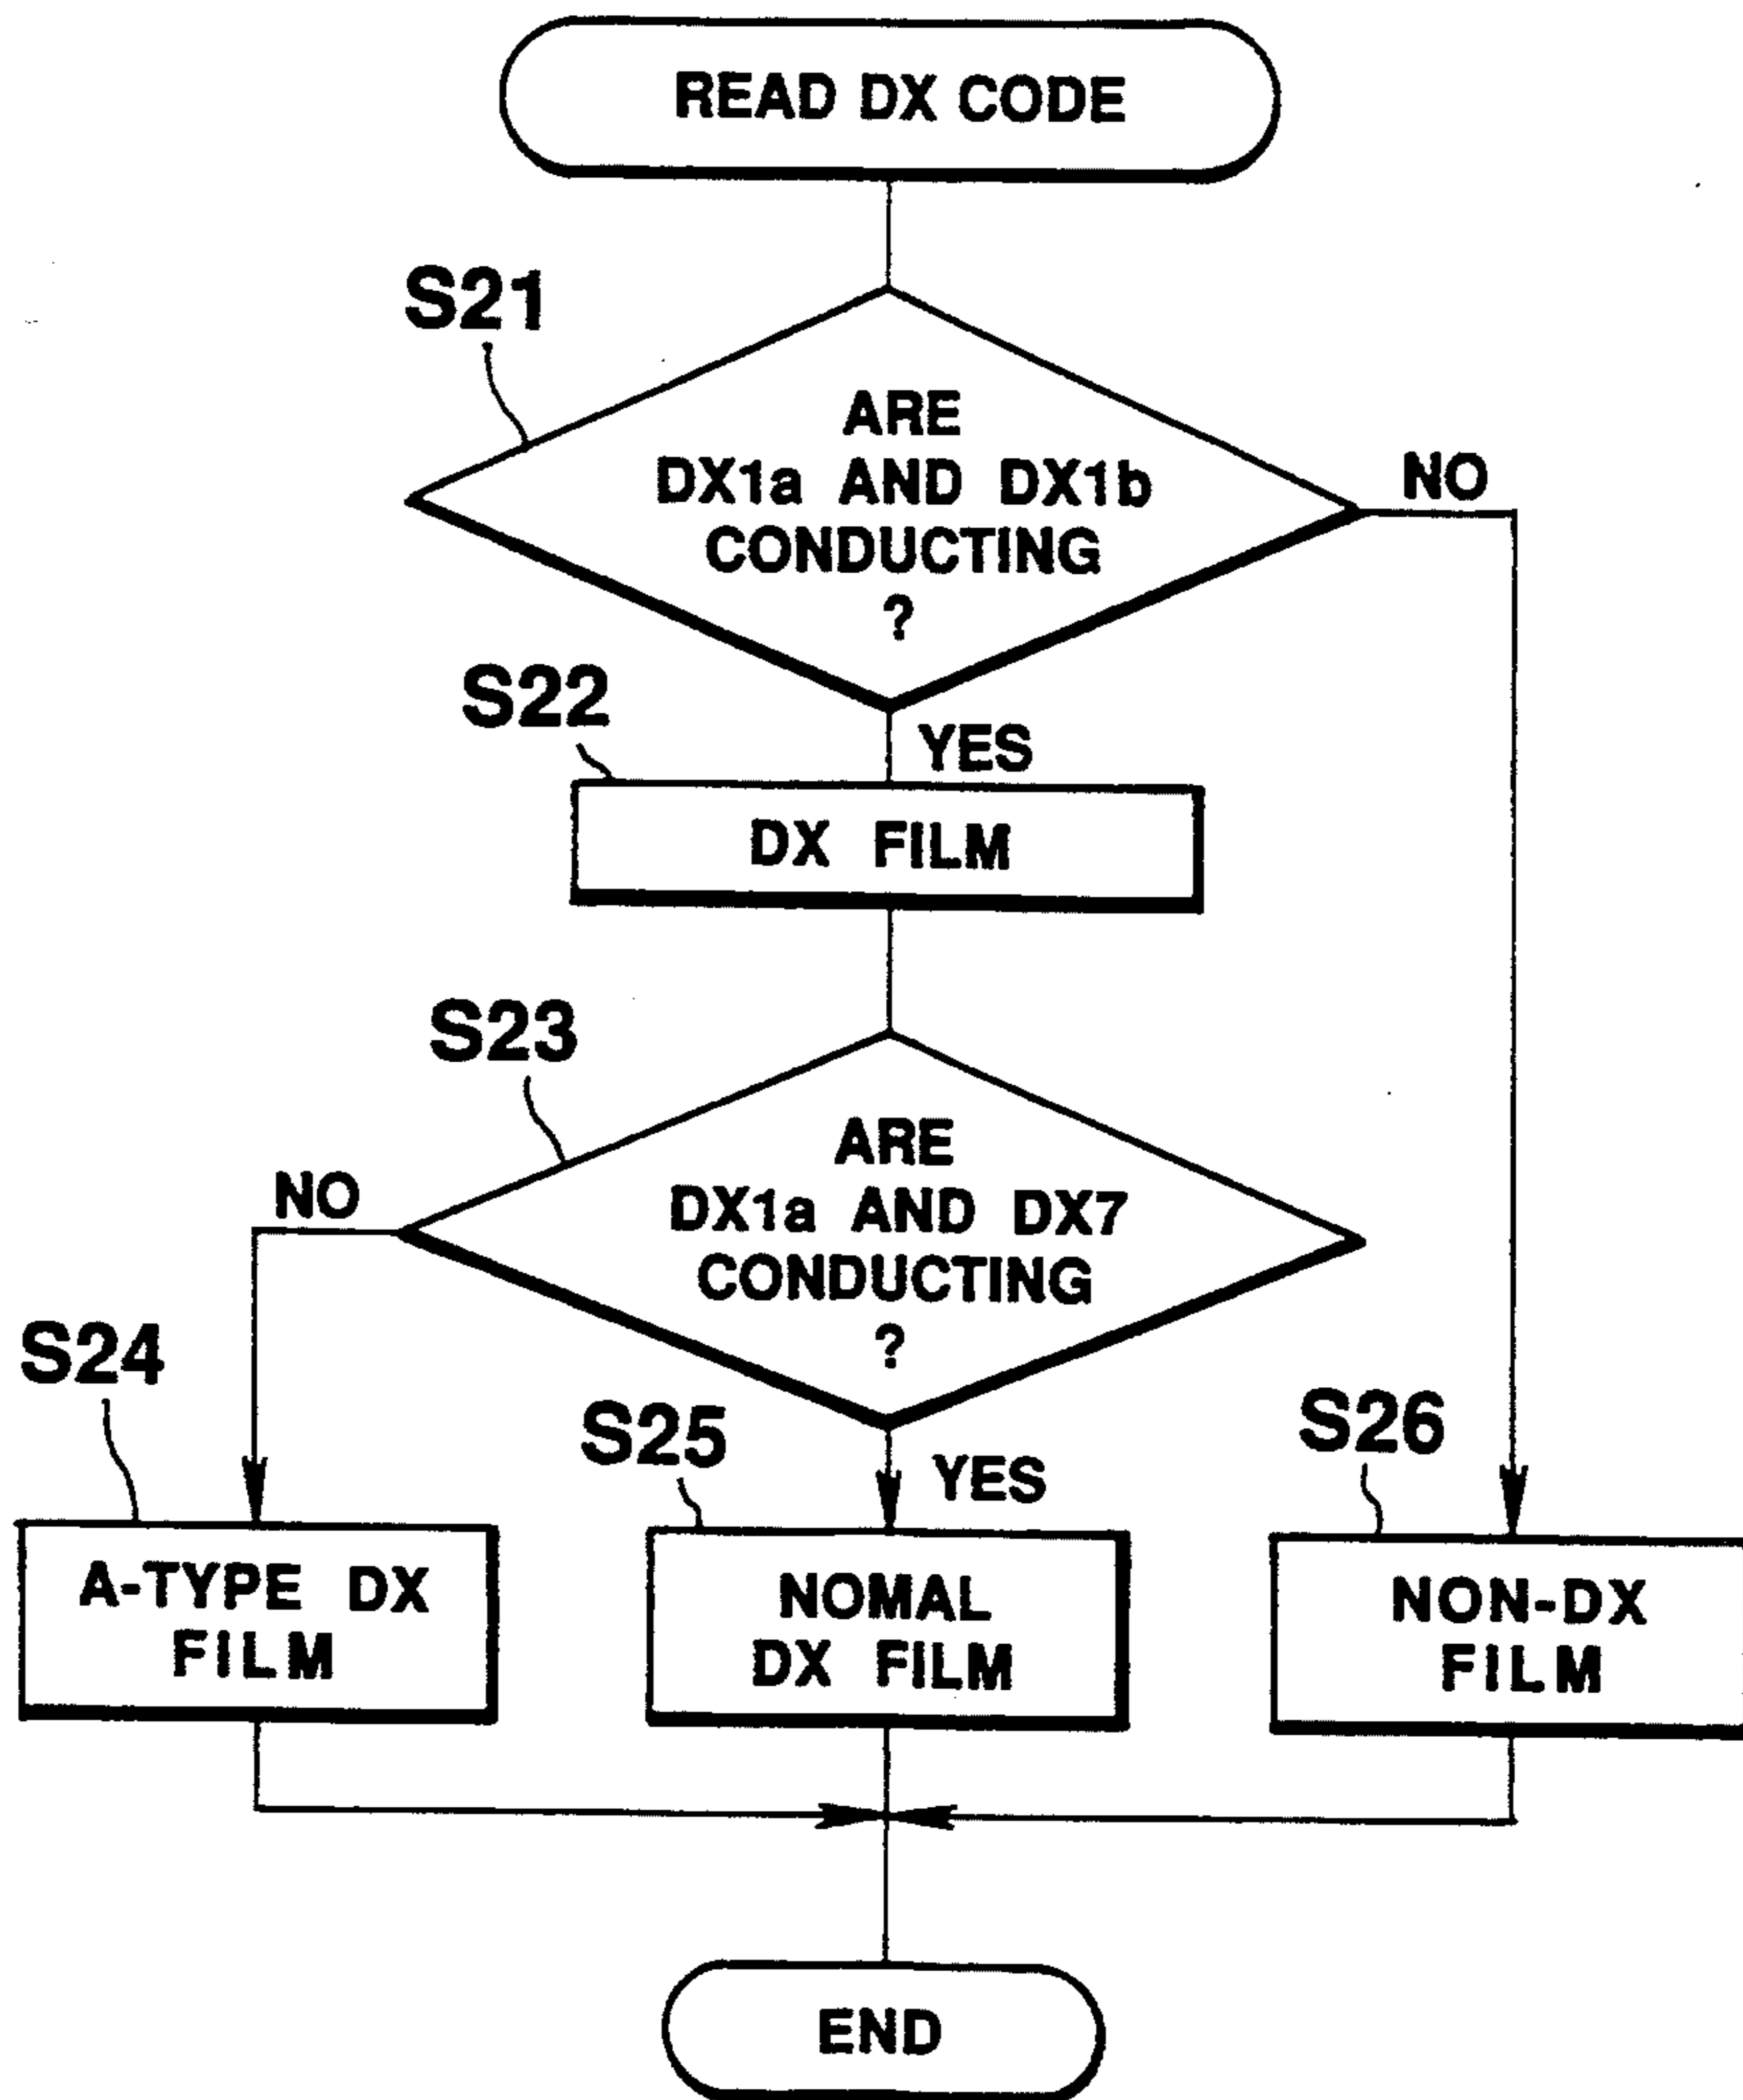 READ DX CODE
S21
ARE
DX1a AND DX1b
CONDUCTING
?
NO
S22
YES
DX FILM
S23
ARE
DX1a AND DX7
CONDUCTING
?
NO
S24
S25
YES
S26
A-TYPE DX
FILM
NOMAL
DX FILM
NON-DX
FILM
END